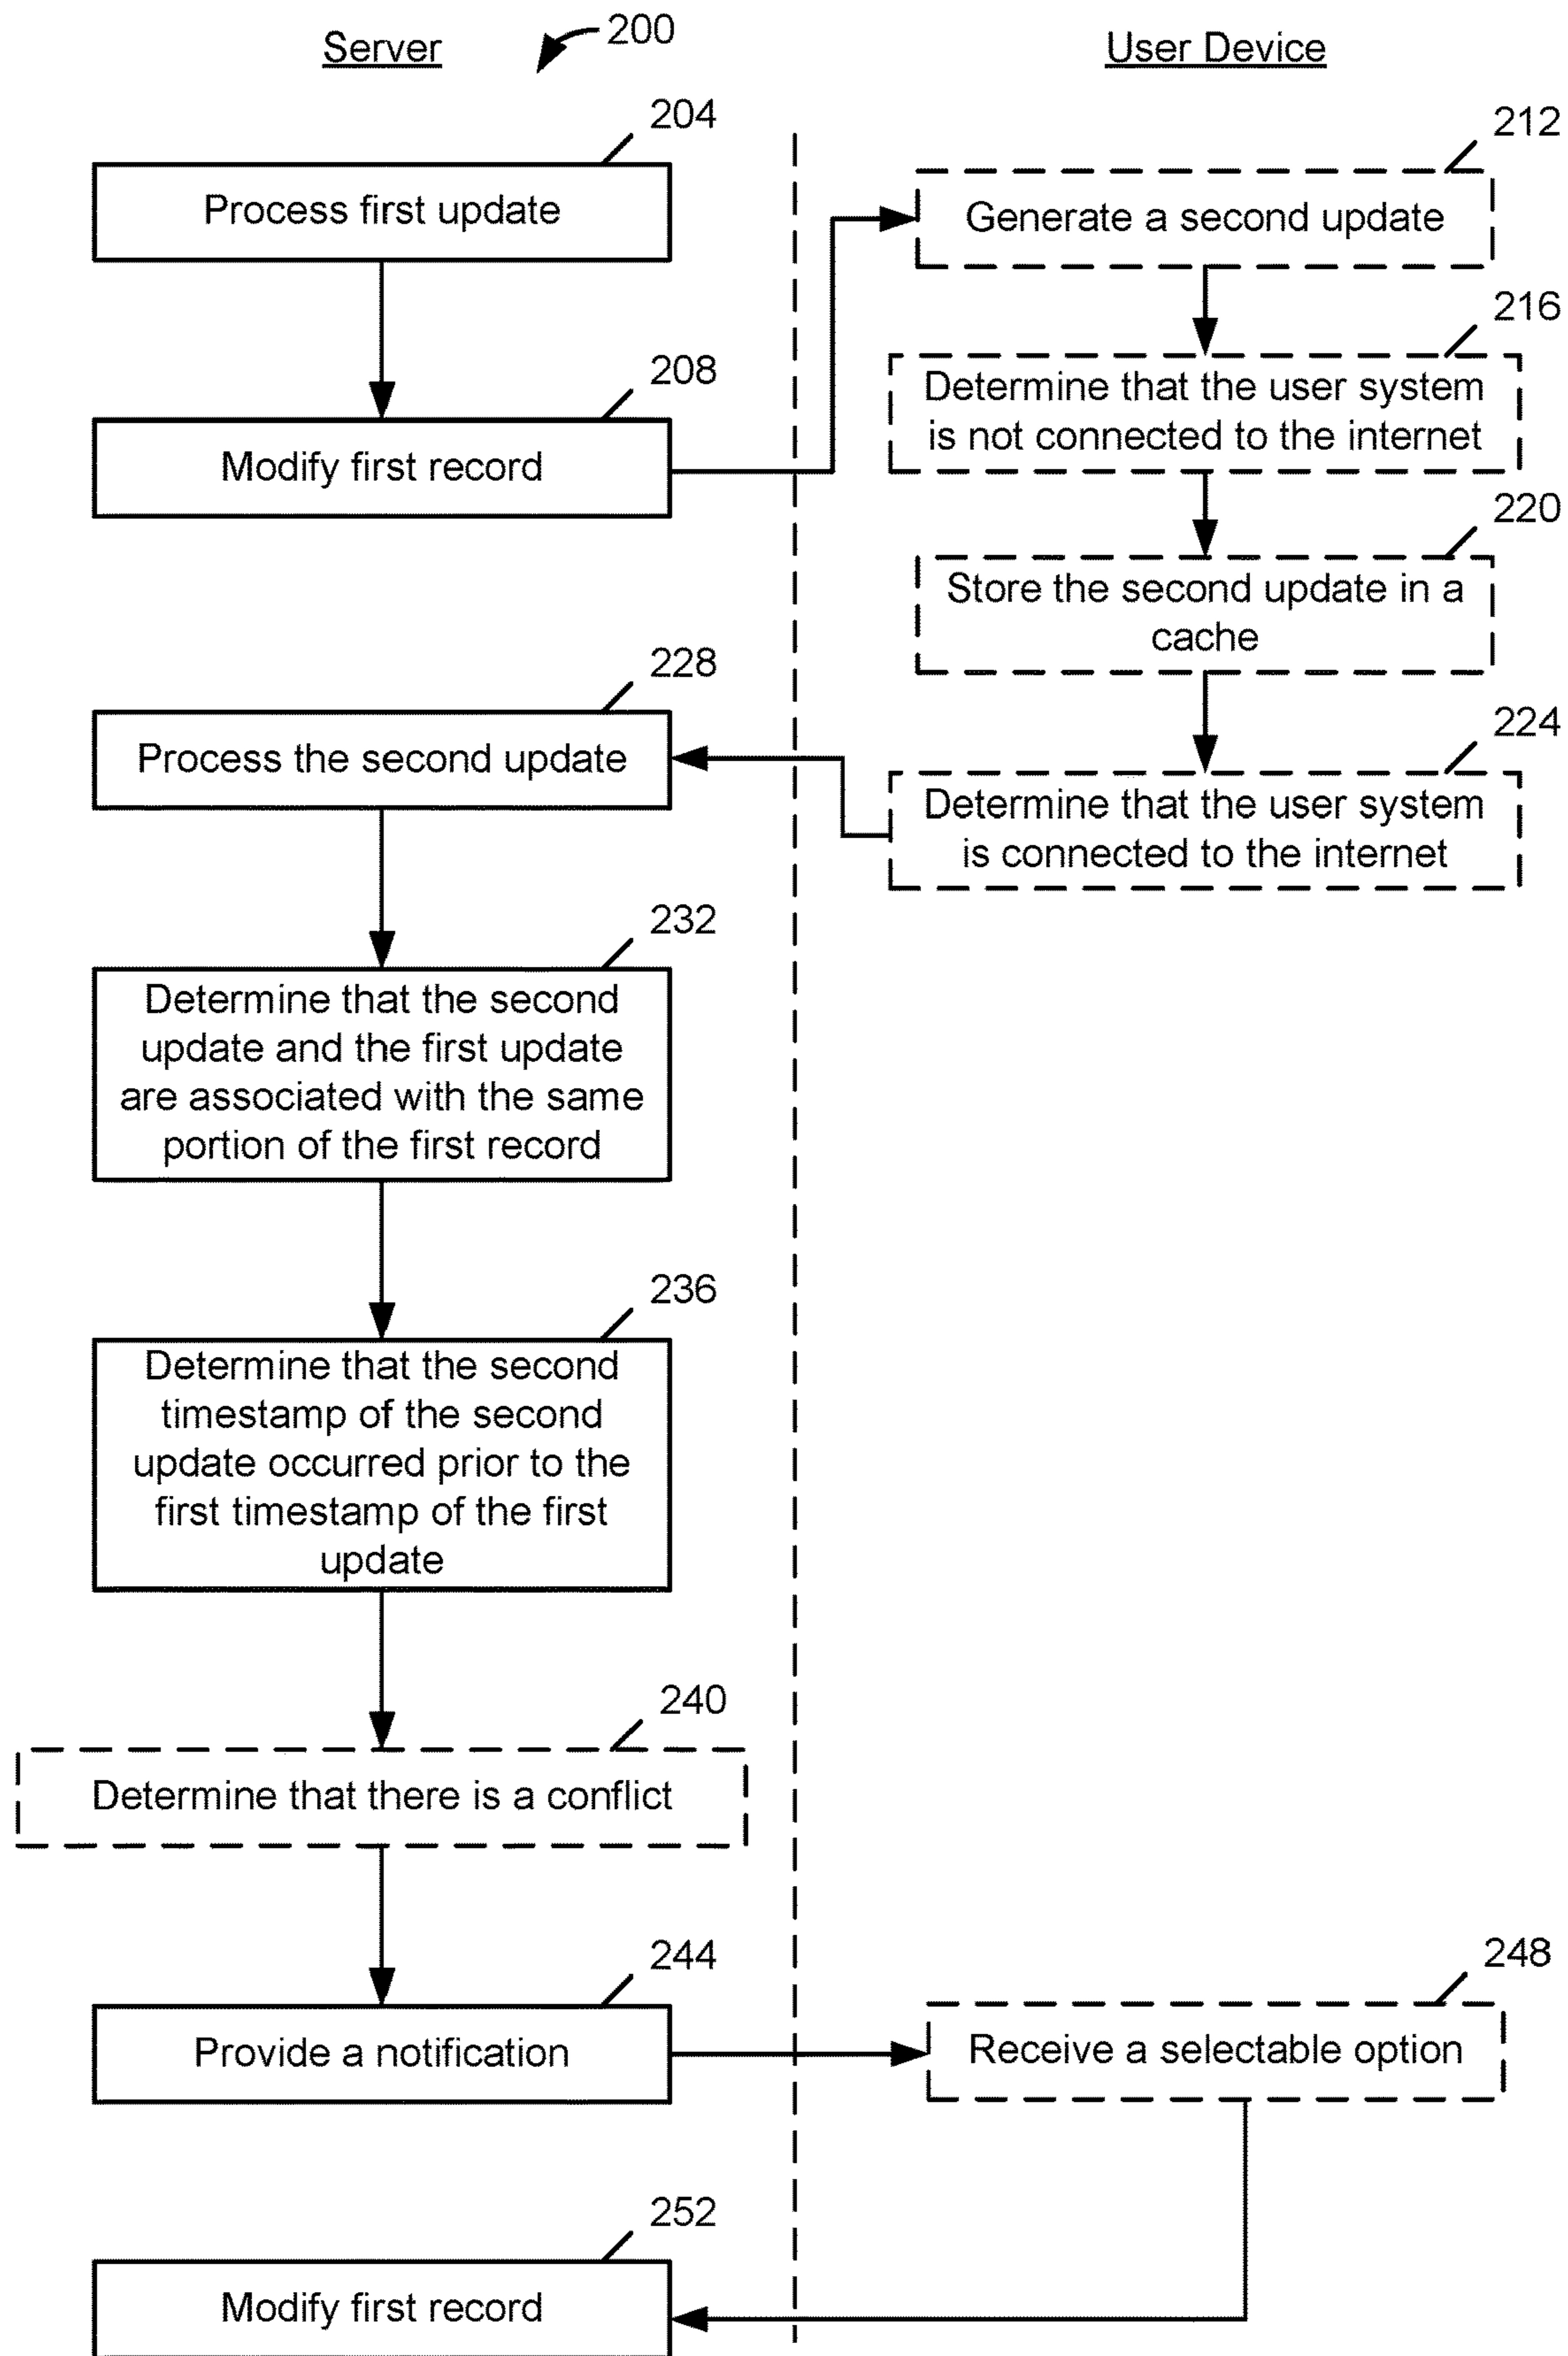 Server
200
User Device
204
Process first update
212
Generate a second update
216
Determine that the user system
is not connected to the internet
208
Modify first record
220
Store the second update in a
cache
224
Determine that the user system
is connected to the internet
228
Process the second update
232
Determine that the second
update and the first update
are associated with the same
portion of the first record
236
Determine that the second
timestamp of the second
update occurred prior to the
first timestamp of the first
update
240
Determine that there is a conflict
244
Provide a notification
248
Receive a selectable option
252
Modify first record